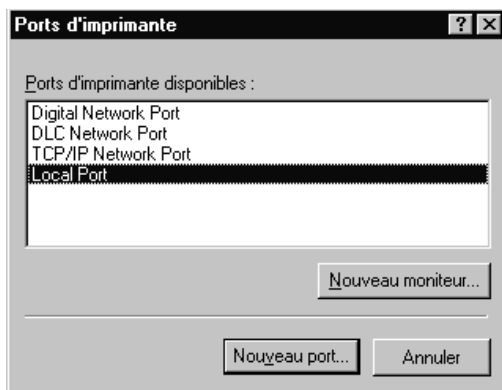 Ports d'imprimante
Ports d'imprimante disponibles :
Digital Network Port
DLC Network Port
TCP/IP Network Port
Local Port
Nouveau moniteur...
Nouveau port...
Annuler